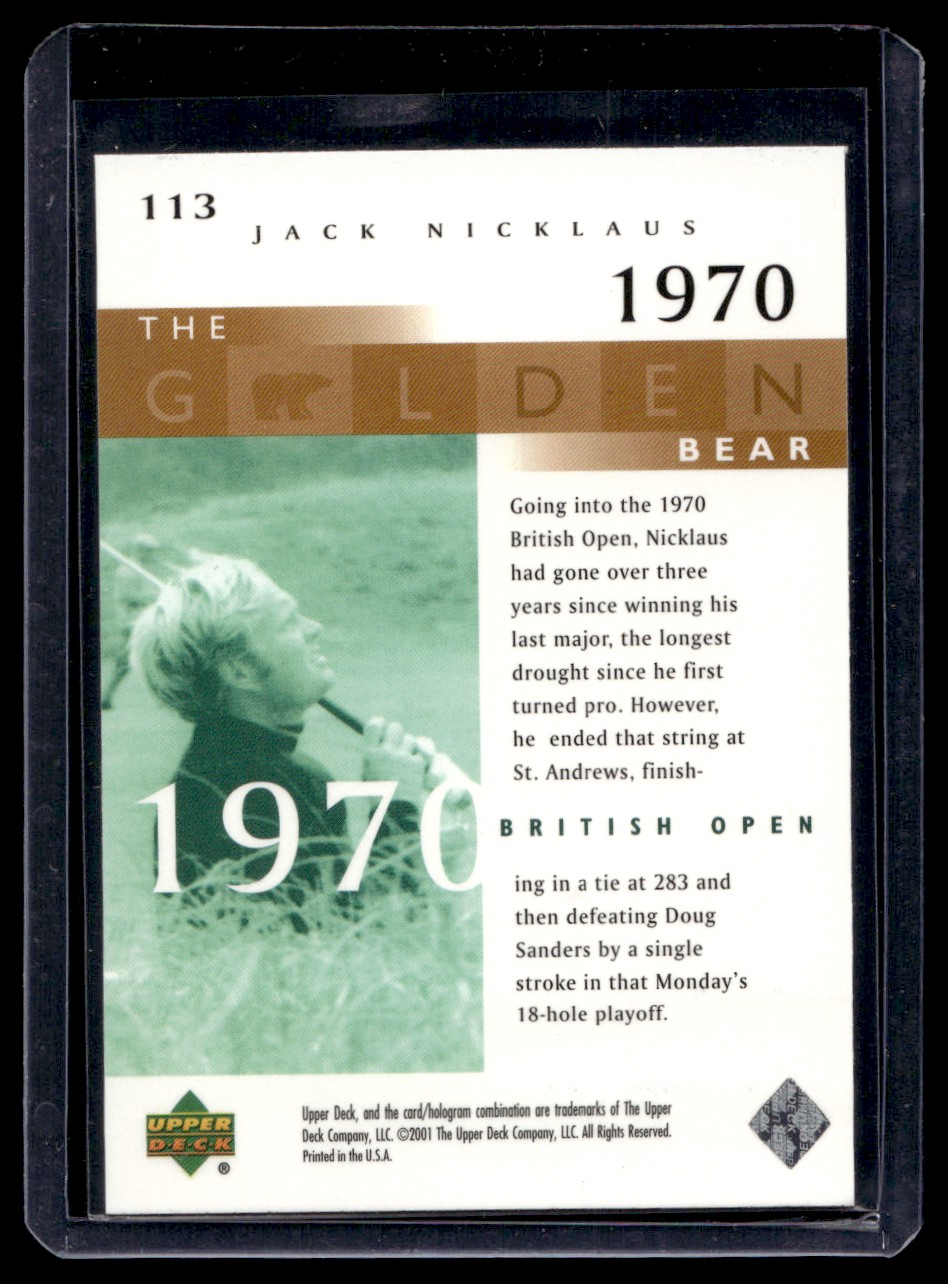 113
JACK NICKLAUS
1970
THE
G LDEN
BEAR
Going into the 1970
British Open, Nicklaus
had gone over three
years since winning his
last major, the longest
drought since he first
turned pro. However,
he ended that string at
St. Andrews, finish-
1970
BRITISH OPEN
ing in a tie at 283 and
then defeating Doug
Sanders by a single
stroke in that Monday's
18-hole playoff.
UPPER
D·E·C·K
®
Upper Deck, and the card/hologram combination are trademarks of The Upper
Deck Company, LLC. ©2001 The Upper Deck Company, LLC. All Rights Reserved.
Printed in the U.S.A.